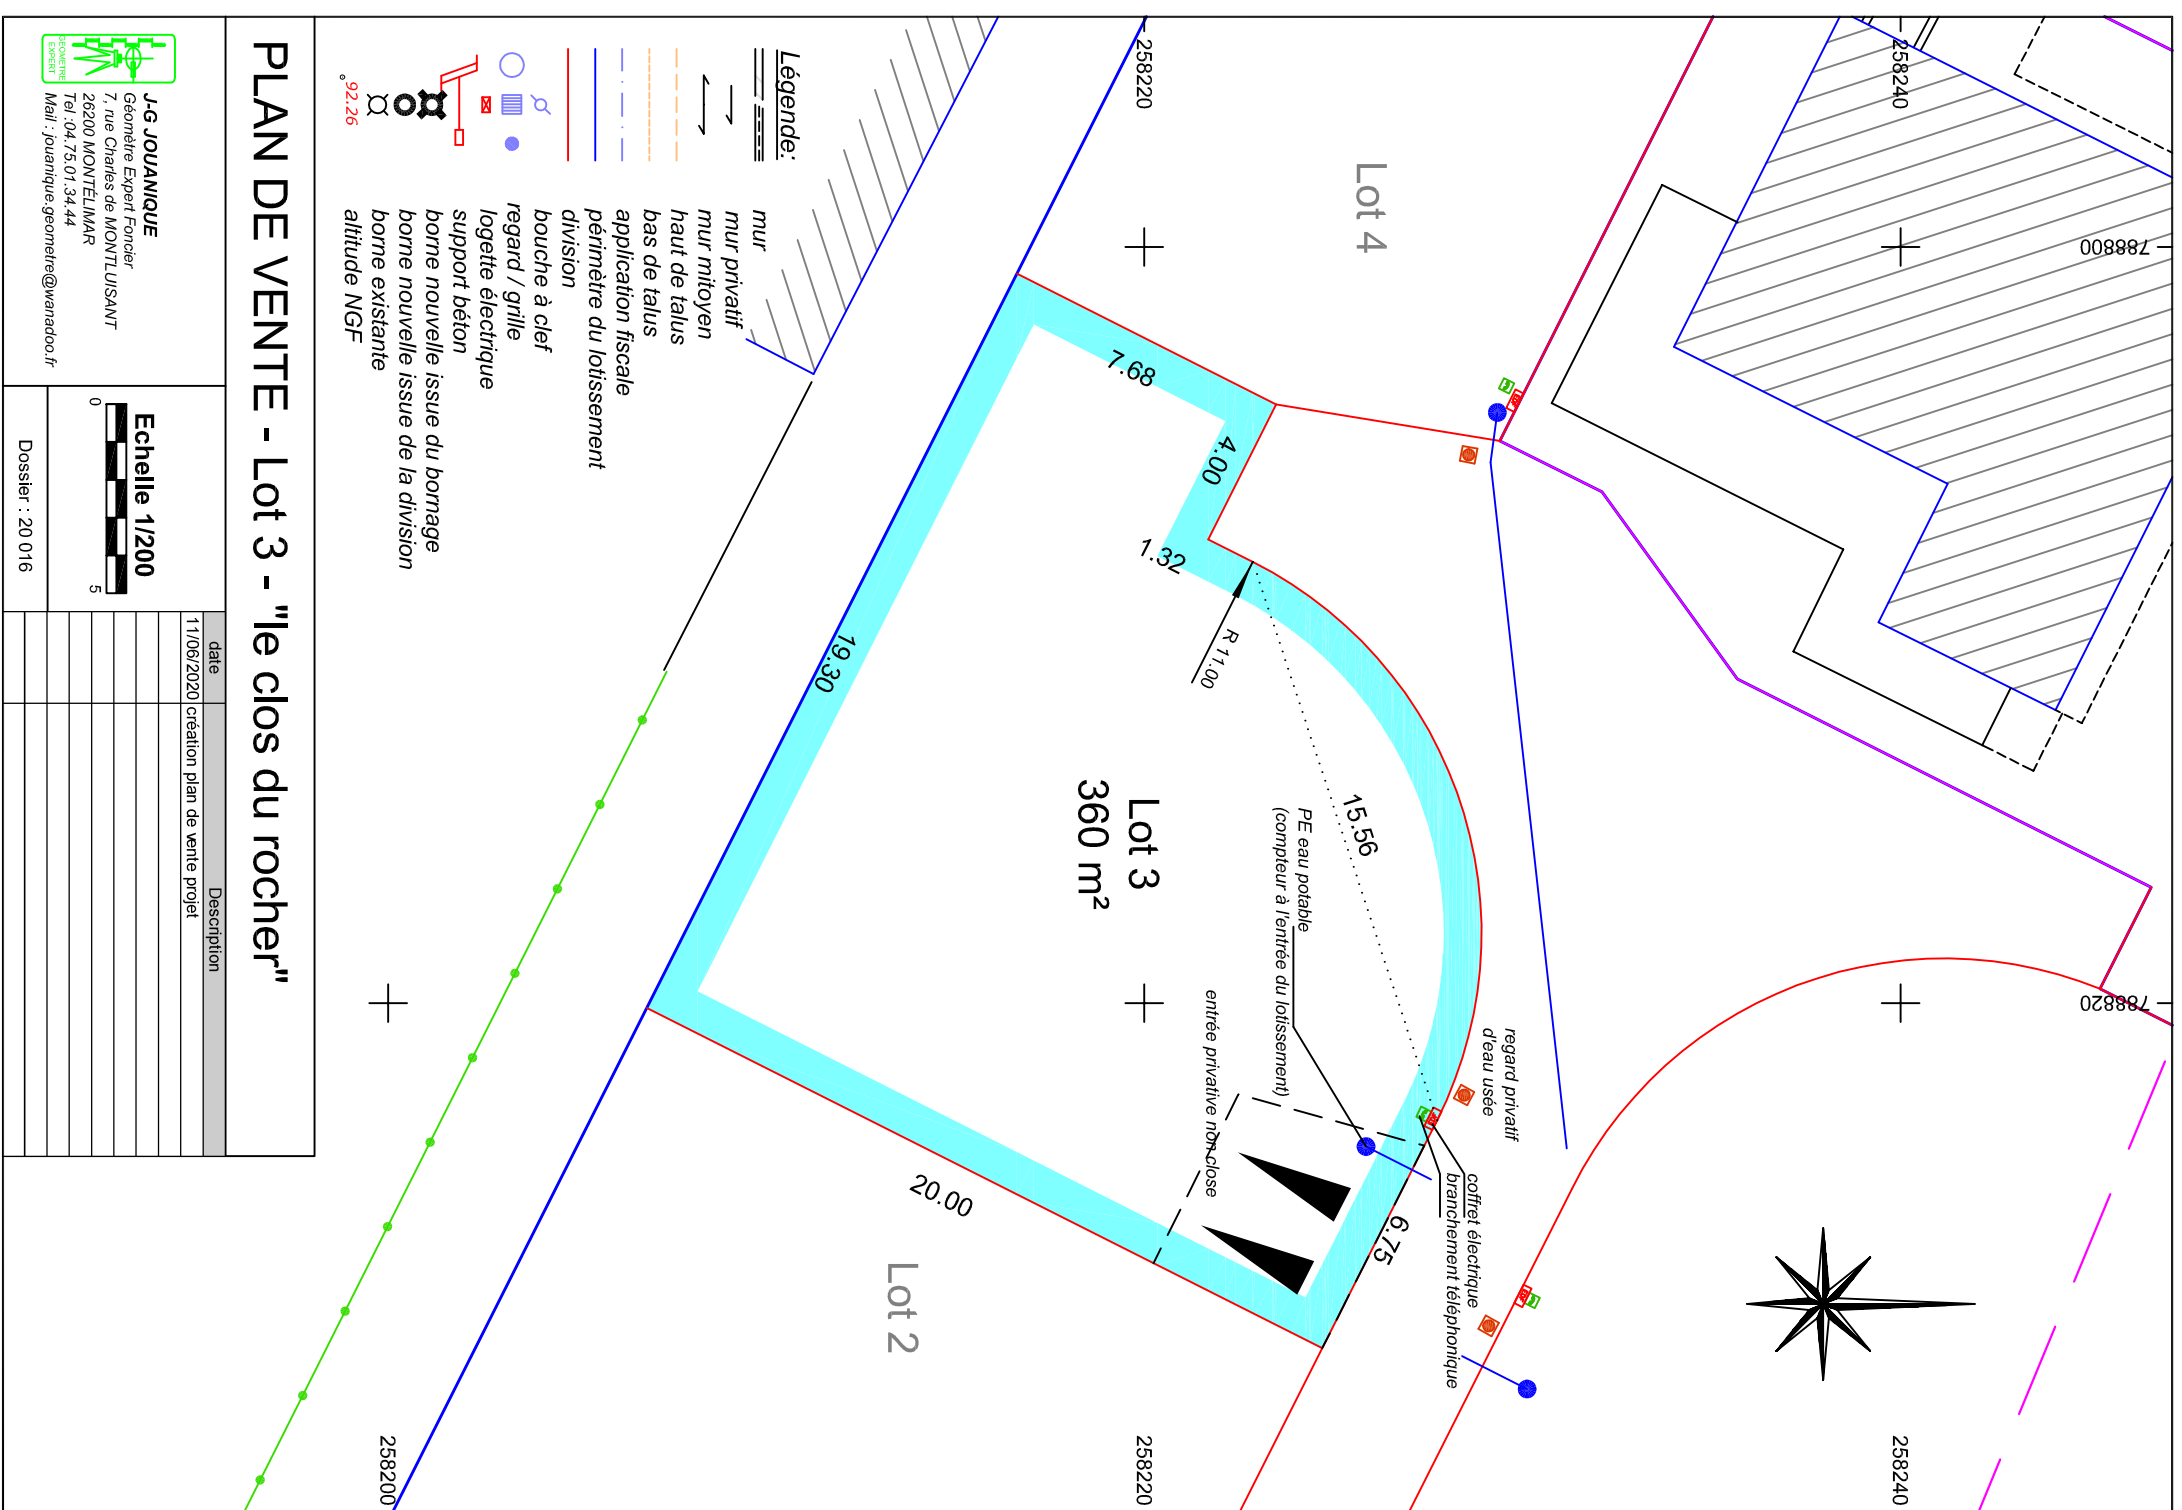 PLAN DE VENTE - Lot 3 - "le clos du rocher"
J-G JOUANIQUE
Géomètre Expert Foncier
7, rue Charles de MONTLUISANT
26200 MONTÉLIMAR
Tel :04.75.01.34.44
Mail : jouanique.geometre@wanadoo.fr
GEOMETRE
EXPERT
Echelle 1/200
0
5
Dossier : 20 016
date
Description
11/06/2020
création plan de vente projet
Légende:
mur
mur privatif
mur mitoyen
haut de talus
bas de talus
application fiscale
périmètre du lotissement
division
bouche à clef
regard / grille
logette électrique
support béton
borne nouvelle issue du bornage
borne nouvelle issue de la division
borne existante
altitude NGF
92.26
258220
258240
788800
788820
258200
258220
258240
Lot 4
Lot 3
360 m²
Lot 2
7.68
4.00
1.32
R 11.00
15.56
19.30
20.00
6.75
PE eau potable
(compteur à l'entrée du lotissement)
entrée privative non close
regard privatif
d'eau usée
coffret électrique
branchement téléphonique